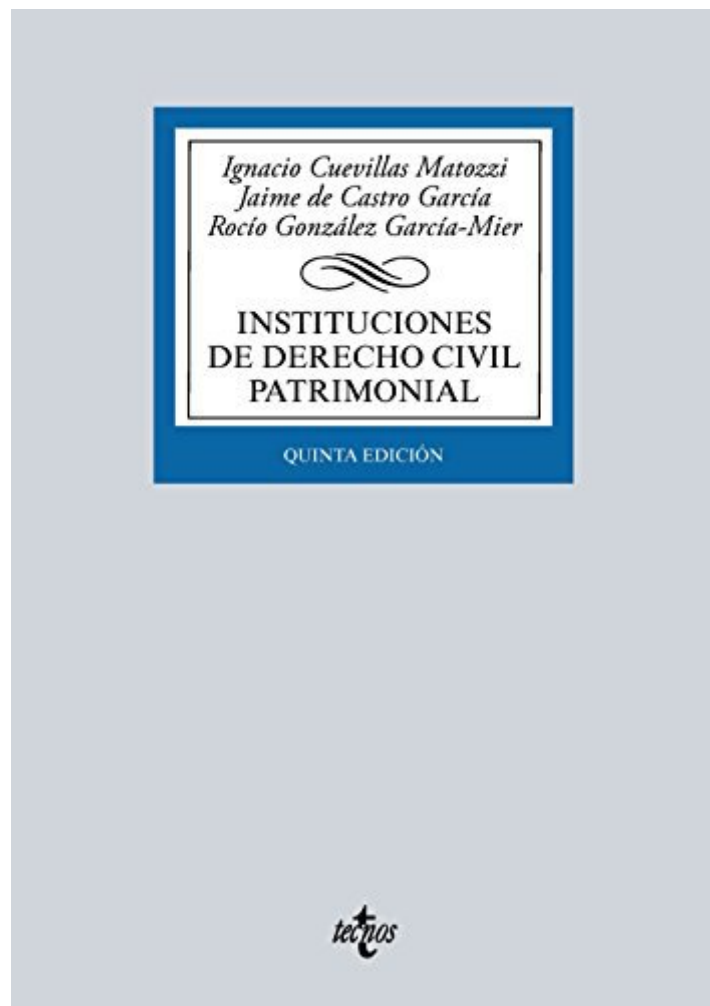 Ignacio Cuevillas Matozzi
Jaime de Castro García
Rocío González García-Mier
INSTITUCIONES
DE DERECHO CIVIL
PATRIMONIAL
QUINTA EDICIÓN
tecnos